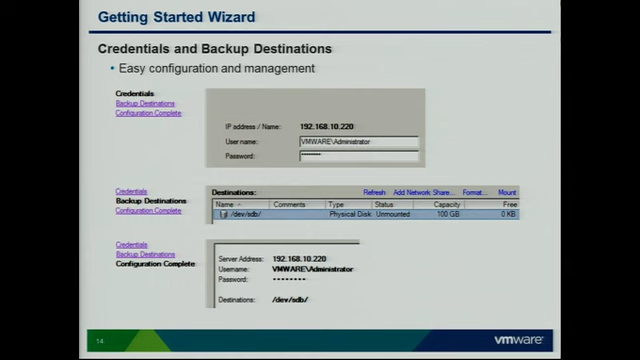 Getting Started Wizard
Credentials and Backup Destinations
• Easy configuration and management
Credentials
Backup Destinations
Configuration Complete
IP address / Name: 192.168.10.220
User name: VMWARE\Administrator
Password: ********
Credentials
Backup Destinations
Configuration Complete
Destinations: Refresh Add Network Share... Format... Mount
Name Comments Type Status Capacity Free
/dev/sdb/ Physical Disk Unmounted 100 GB 0 KB
Credentials
Backup Destinations
Configuration Complete
Server Address: 192.168.10.220
Username: VMWARE\Administrator
Password: ********
Destinations: /dev/sdb/
14
vmware